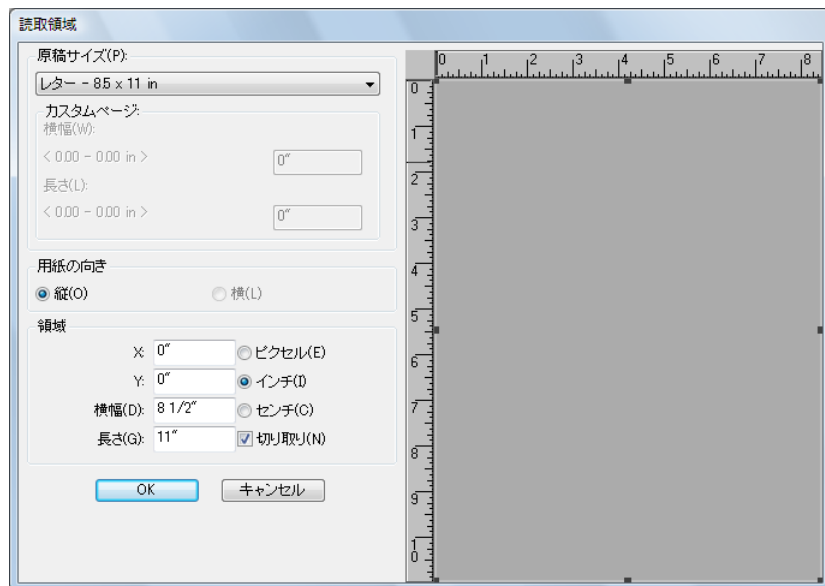 読取領域
原稿サイズ(P):
レター - 8.5 x 11 in
カスタムページ:
横幅(W):
< 0.00 - 0.00 in >
0"
長さ(L):
< 0.00 - 0.00 in >
0"
用紙の向き
縦(O)
横(L)
領域
X: 0"
ピクセル(E)
Y: 0"
インチ(I)
横幅(D): 8 1/2"
センチ(C)
長さ(G): 11"
切り取り(N)
OK
キャンセル
0 1 2 3 4 5 6 7 8
0
1
2
3
4
5
6
7
8
9
10